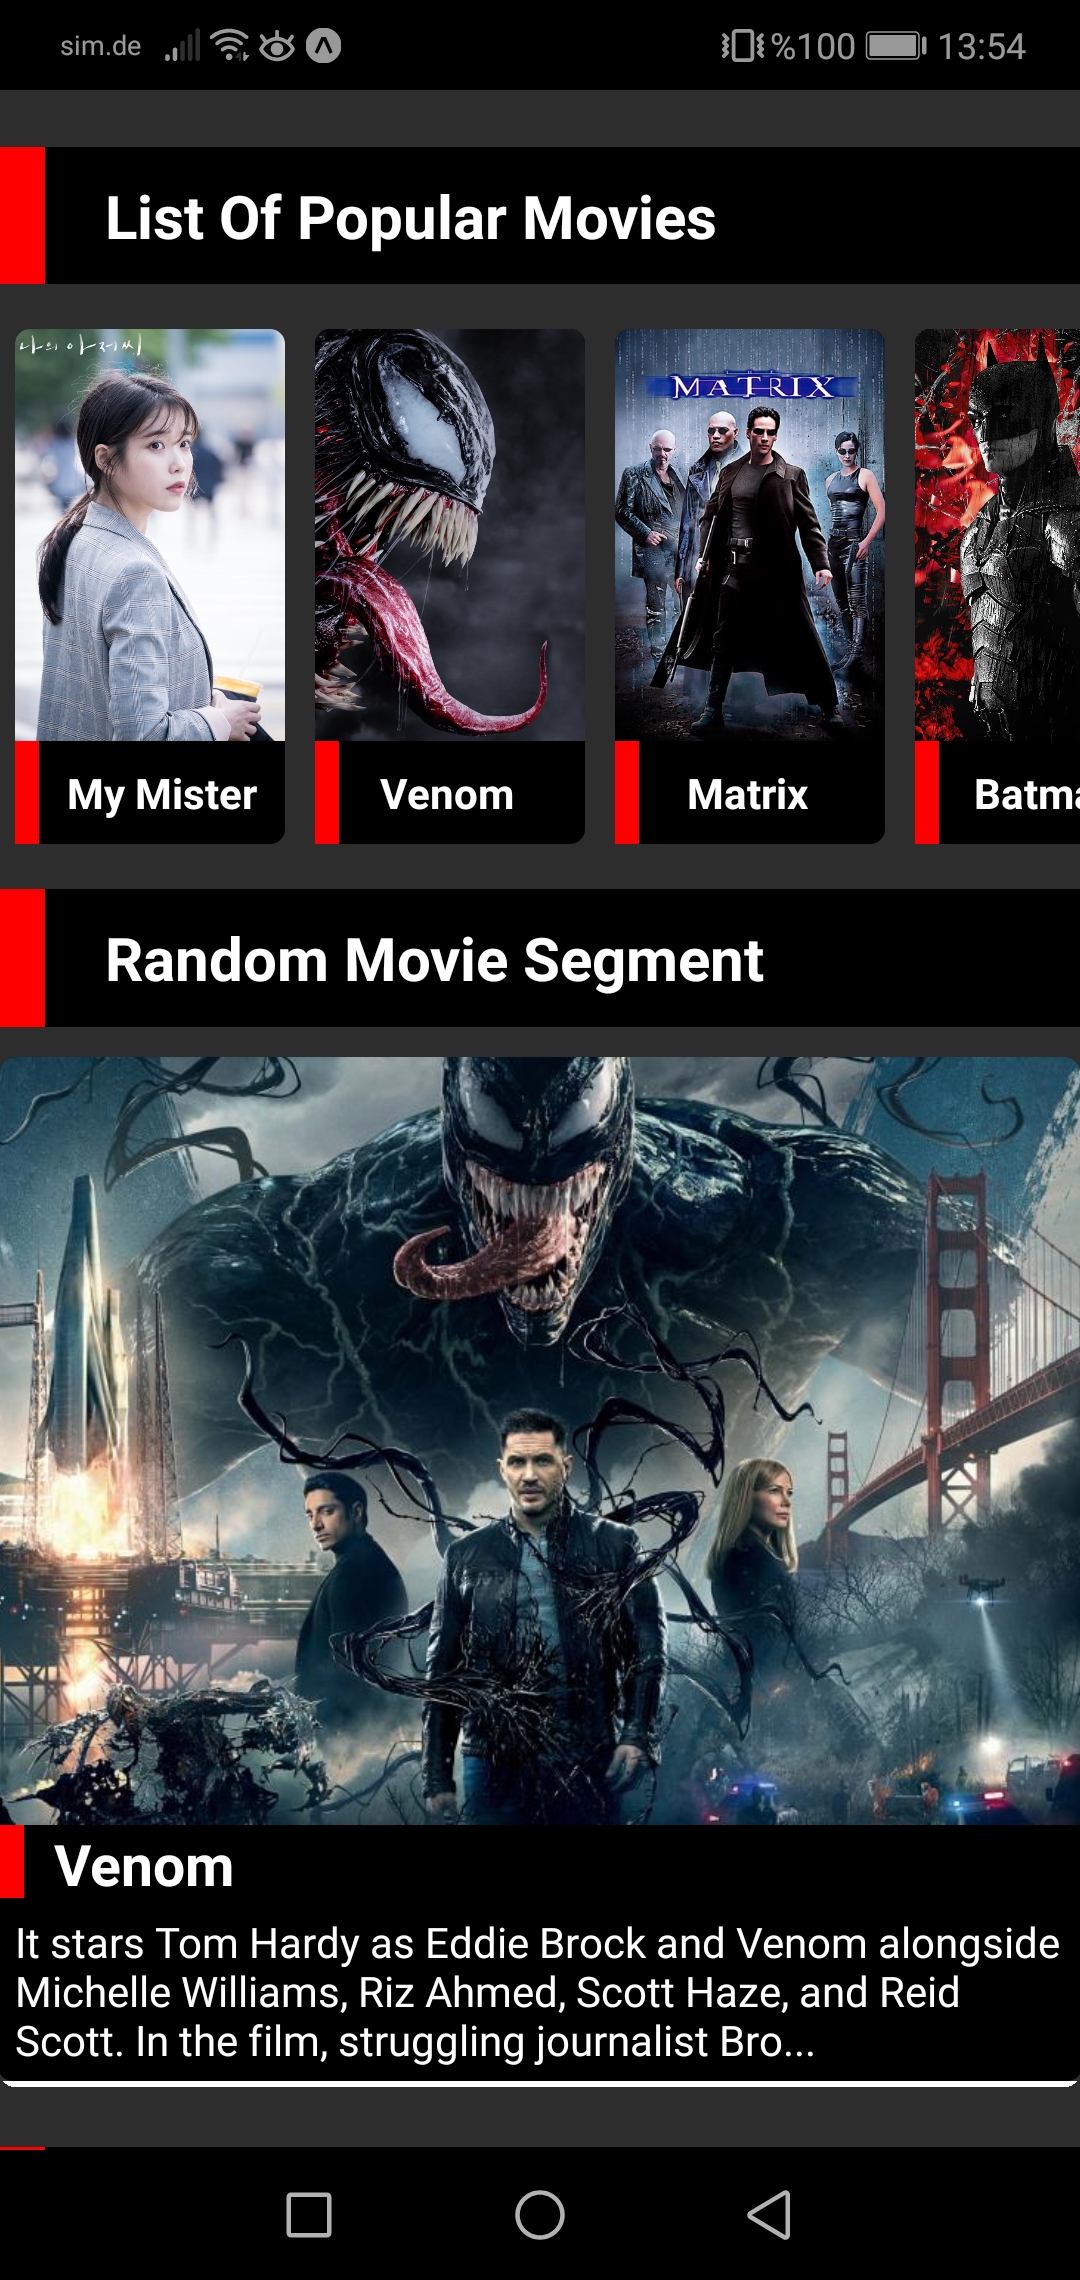 sim.de
%100
13:54
List Of Popular Movies
나의 아저씨
MATRIX
My Mister
Venom
Matrix
Batma
Random Movie Segment
Venom
It stars Tom Hardy as Eddie Brock and Venom alongside
Michelle Williams, Riz Ahmed, Scott Haze, and Reid
Scott. In the film, struggling journalist Bro...